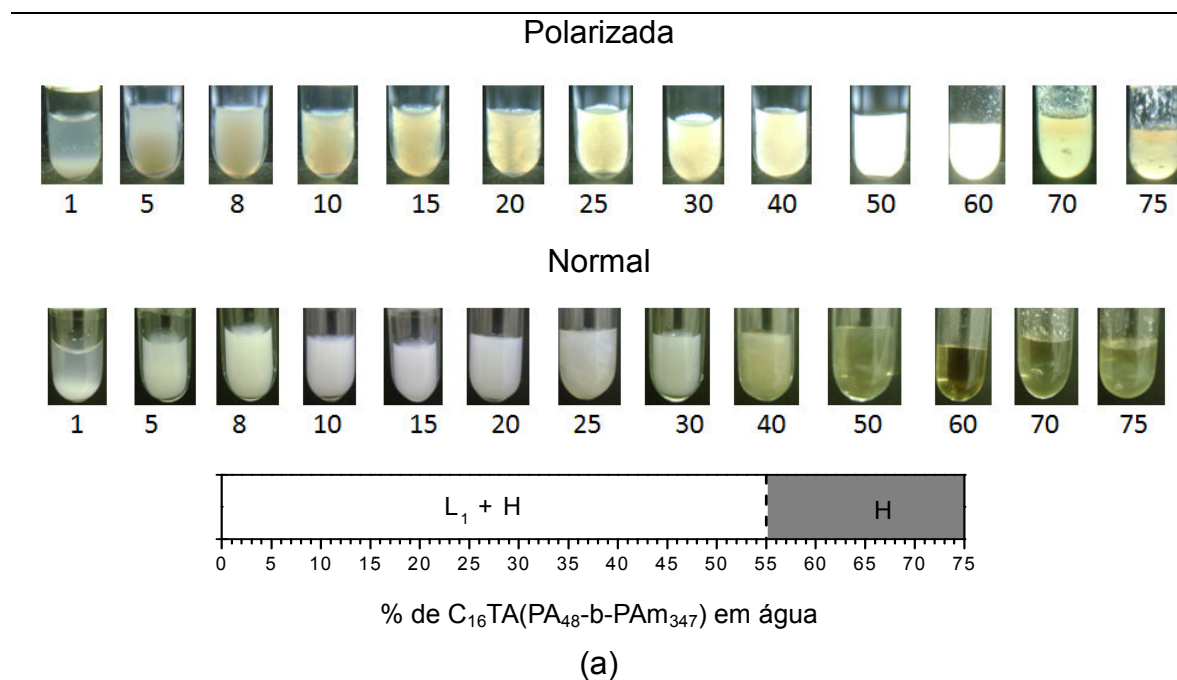 Polarizada
1 5 8 10 15 20 25 30 40 50 60 70 75
Normal
1 5 8 10 15 20 25 30 40 50 60 70 75
L₁ + H H
0 5 10 15 20 25 30 35 40 45 50 55 60 65 70 75
% de C₁₆TA(PA₄₈-b-PAm₃₄₇) em água
(a)